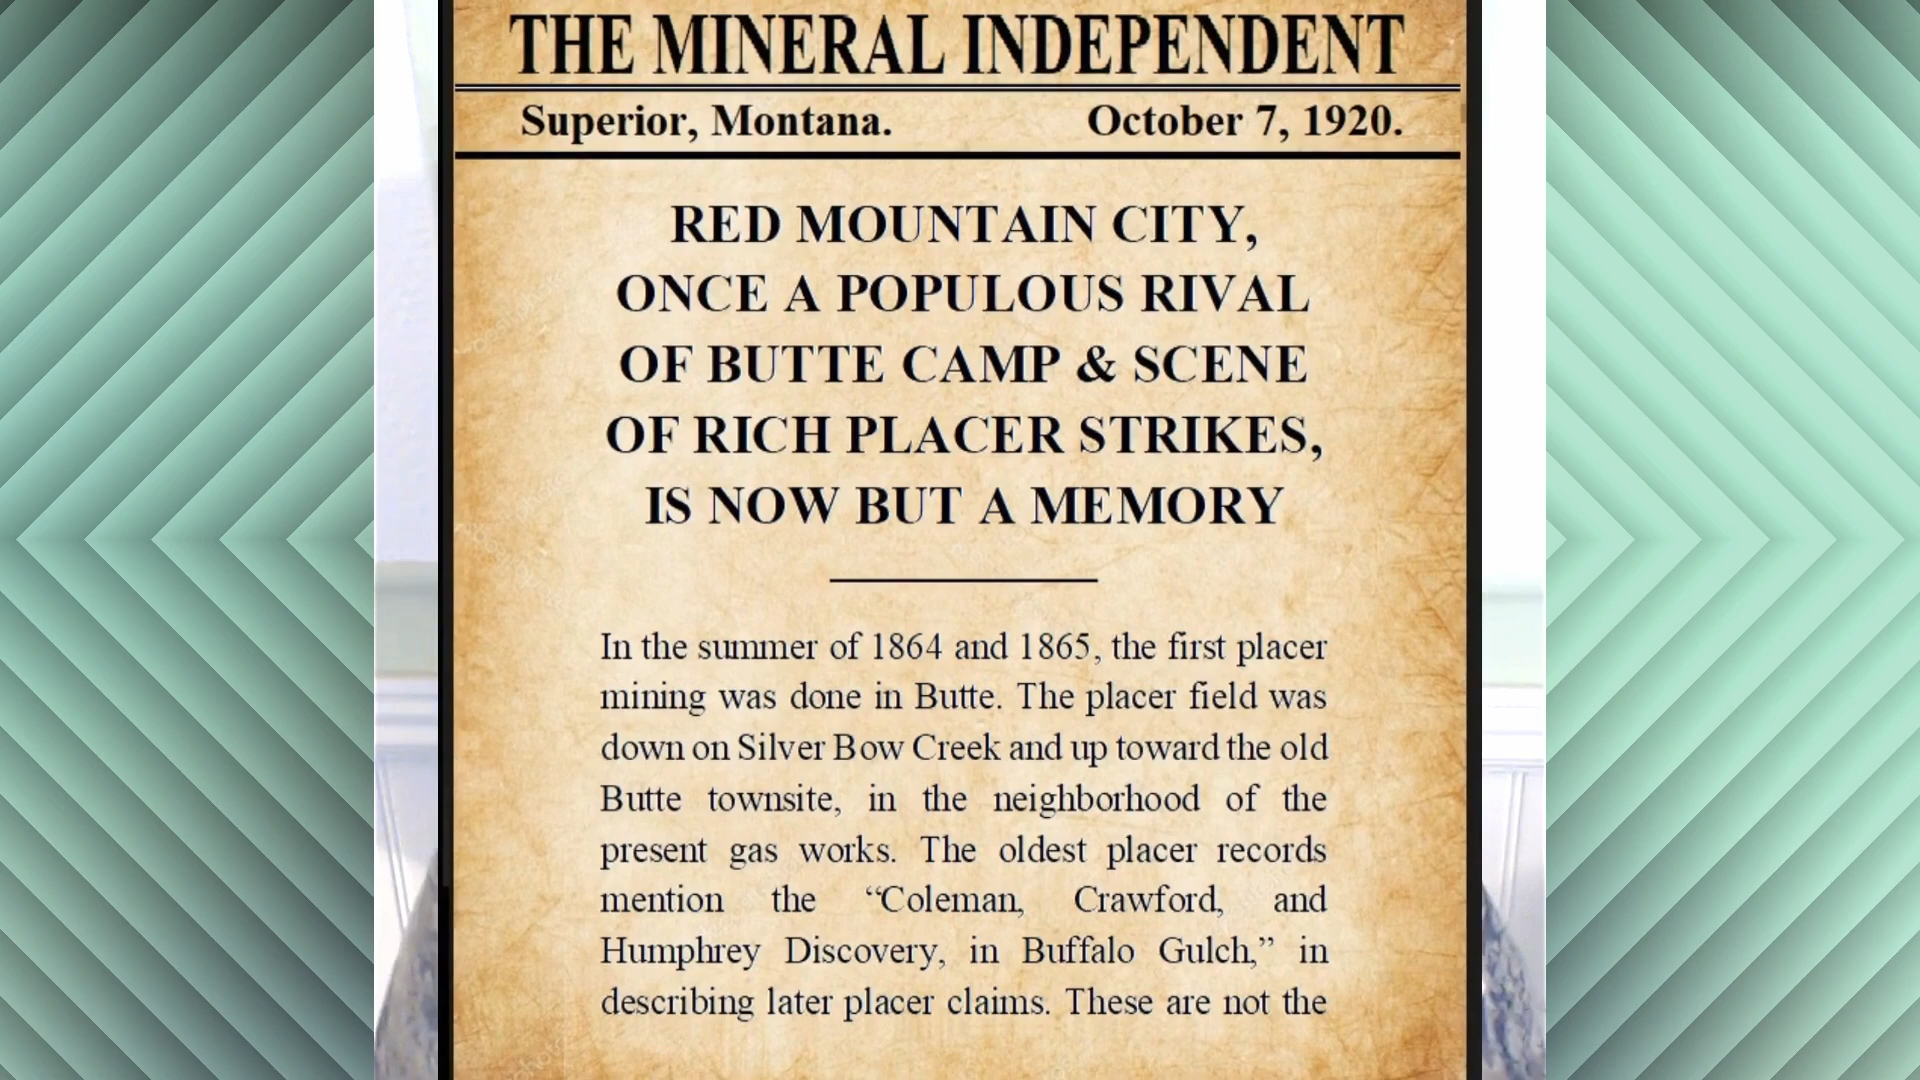 THE MINERAL INDEPENDENT
Superior, Montana. October 7, 1920.
RED MOUNTAIN CITY,
ONCE A POPULOUS RIVAL
OF BUTTE CAMP & SCENE
OF RICH PLACER STRIKES,
IS NOW BUT A MEMORY
In the summer of 1864 and 1865, the first placer
mining was done in Butte. The placer field was
down on Silver Bow Creek and up toward the old
Butte townsite, in the neighborhood of the
present gas works. The oldest placer records
mention the “Coleman, Crawford, and
Humphrey Discovery, in Buffalo Gulch,” in
describing later placer claims. These are not the